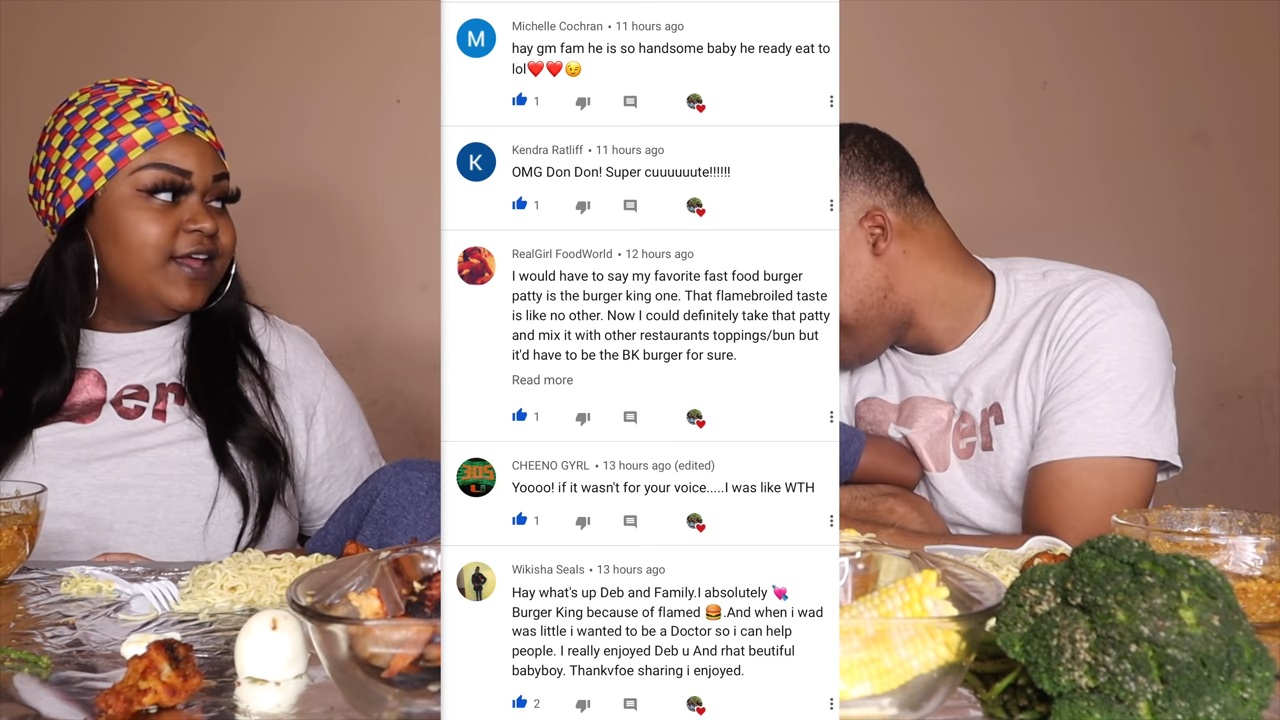 M
Michelle Cochran • 11 hours ago
hay gm fam he is so handsome baby he ready eat to
lol❤️❤️😉
1
K
Kendra Ratliff • 11 hours ago
OMG Don Don! Super cuuuuuute!!!!!!
1
RealGirl FoodWorld • 12 hours ago
I would have to say my favorite fast food burger
patty is the burger king one. That flamebroiled taste
is like no other. Now I could definitely take that patty
and mix it with other restaurants toppings/bun but
it'd have to be the BK burger for sure.
Read more
1
305
U
CHEENO GYRL • 13 hours ago (edited)
Yoooo! if it wasn't for your voice.....I was like WTH
1
Wikisha Seals • 13 hours ago
Hay what's up Deb and Family.I absolutely 💘
Burger King because of flamed 🍔.And when i wad
was little i wanted to be a Doctor so i can help
people. I really enjoyed Deb u And rhat beutiful
babyboy. Thankvfoe sharing i enjoyed.
2
er
er